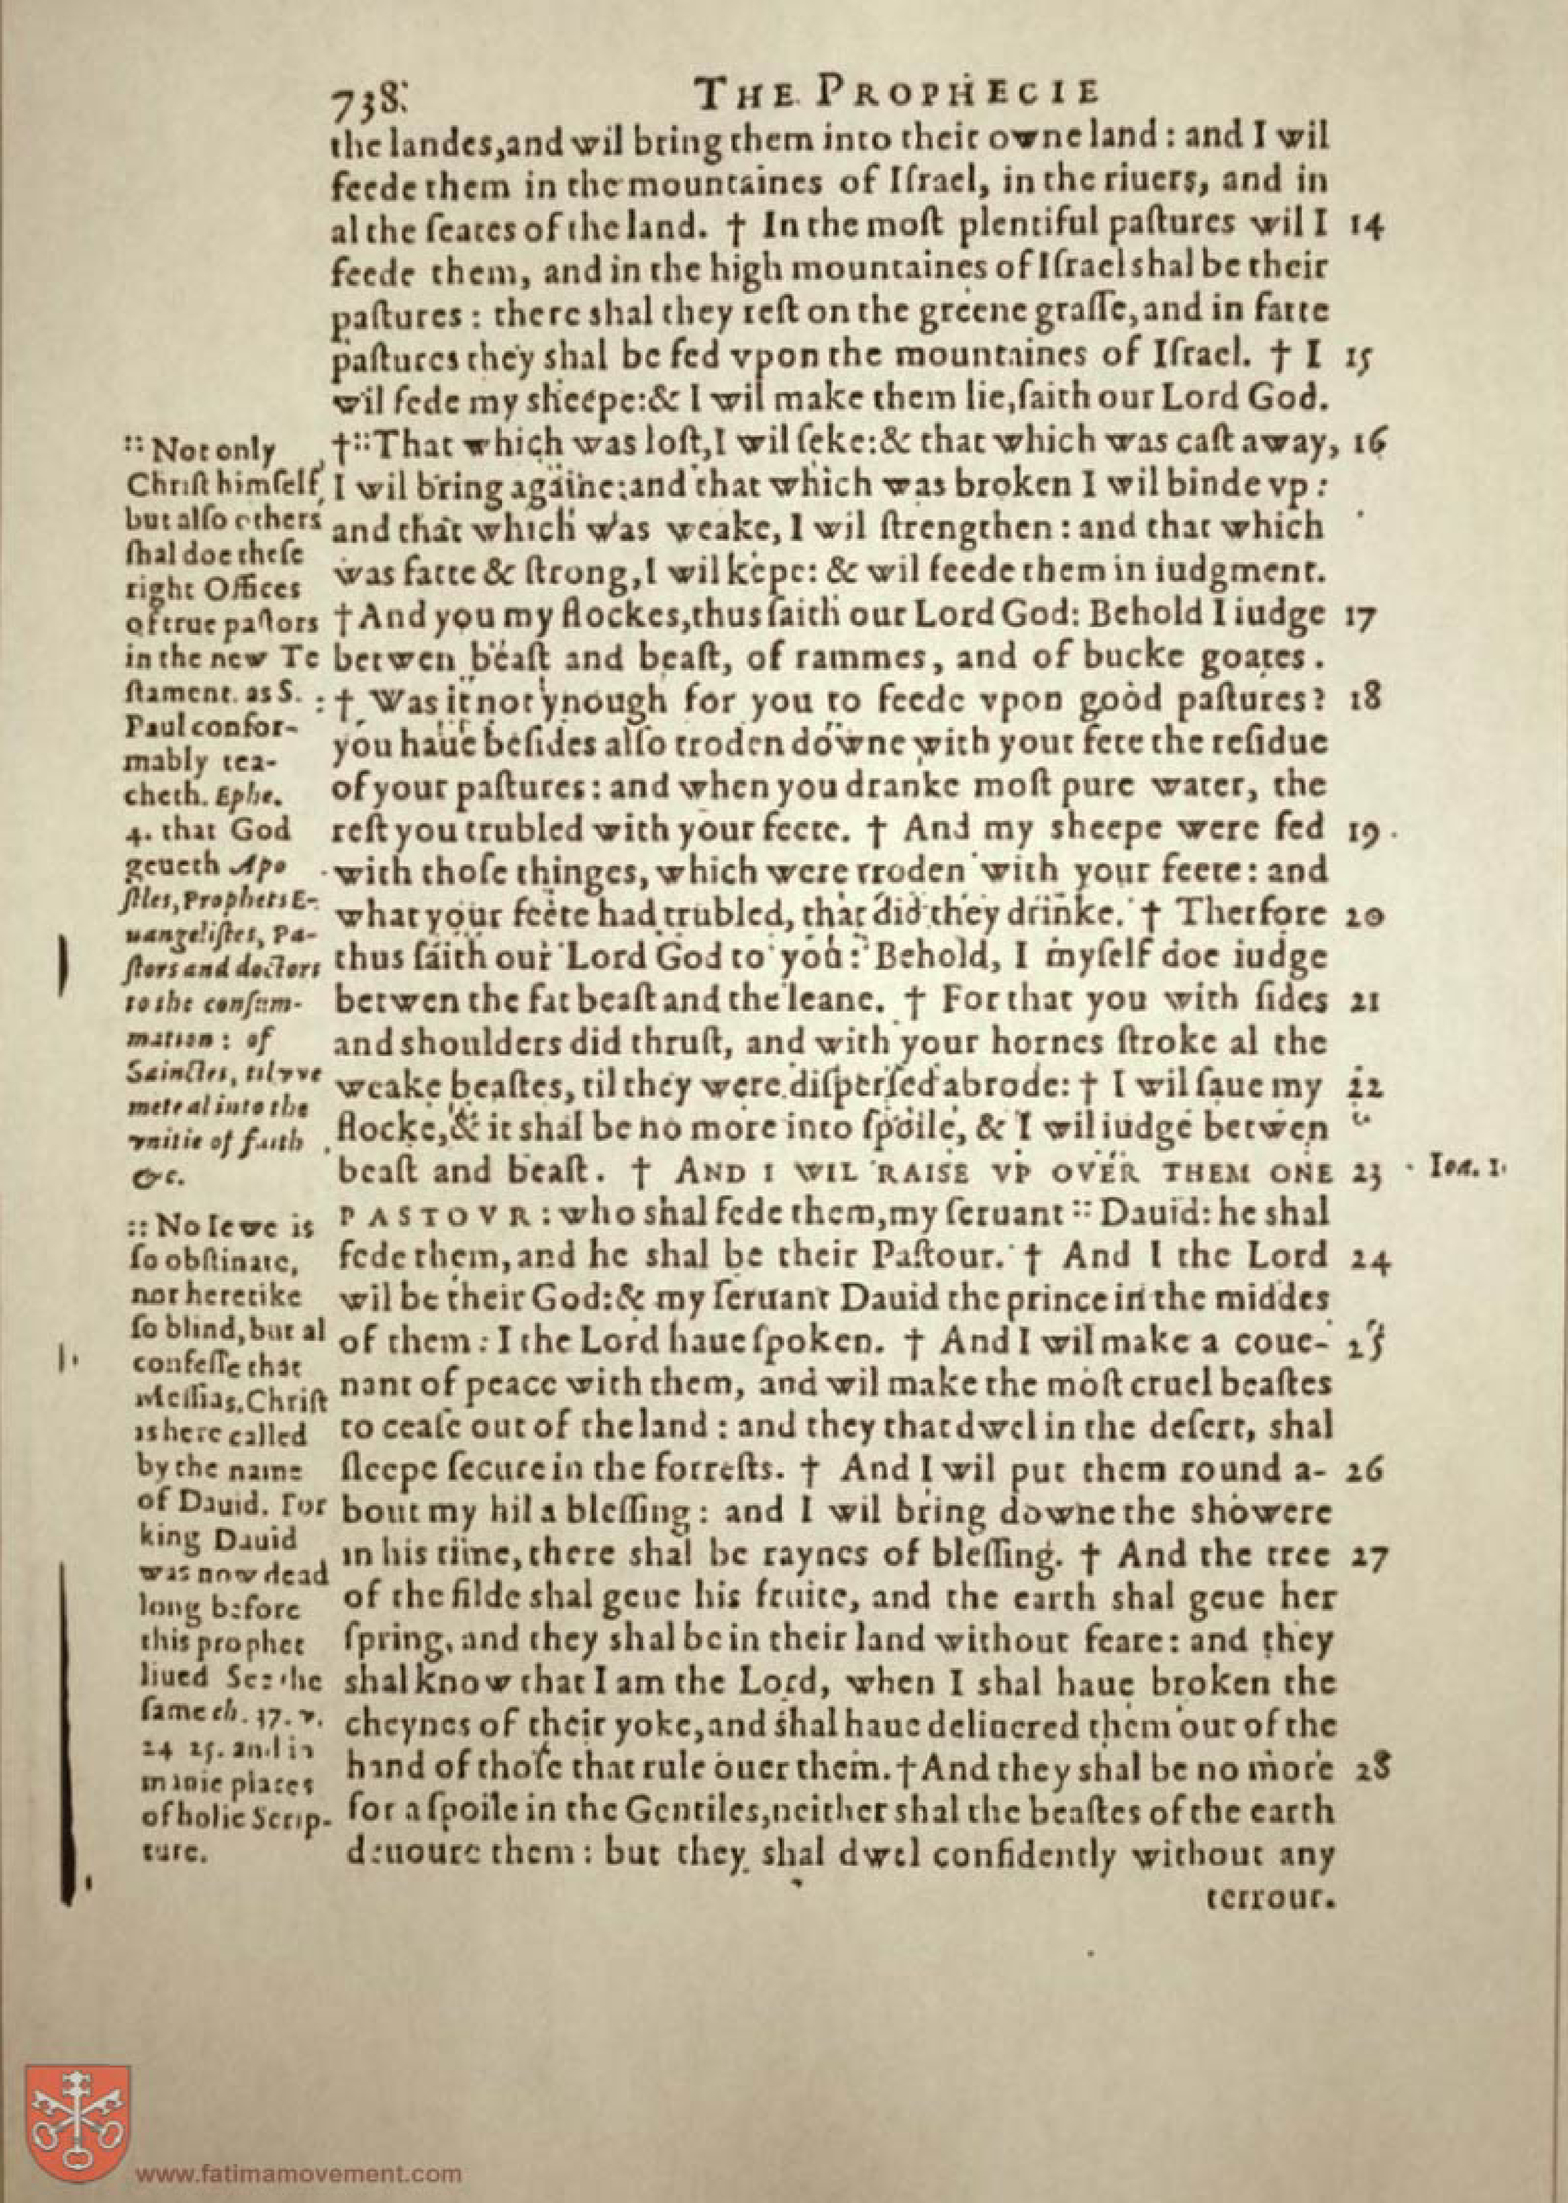 738.
THE PROPHECIE
the landes,and wil bring them into their owne land : and I wil
feede them in the mountaines of Iſrael, in the riuers, and in
al the ſeates of the land. † In the moſt plentiful paſtures wil I 14
feede them, and in the high mountaines of Iſrael shal be their
paſtures : there shal they reſt on the greene graſſe,and in fatte
paſtures they shal be fed vpon the mountaines of Iſrael. † I 15
wil fede my sheepe:& I wil make them lie,ſaith our Lord God.
†::That which was loſt,I wil ſeke:& that which was caſt away, 16
I wil bring againe:and that which was broken I wil binde vp :
and that which was weake, I wil ſtrengthen : and that which
was fatte & ſtrong,I wil kepe: & wil feede them in iudgment.
†And you my flockes,thus ſaith our Lord God: Behold I iudge 17
betwen beaſt and beaſt, of rammes, and of bucke goates.
† Was it not ynough for you to feede vpon good paſtures? 18
you haue beſides alſo troden downe with your fete the reſidue
of your paſtures : and when you dranke moſt pure water, the
reſt you trubled with your feete. † And my sheepe were fed 19
with thoſe thinges, which were troden with your feete: and
what your feete had trubled, that did they drinke. † Therfore 20
thus ſaith our Lord God to you: Behold, I myſelf doe iudge
betwen the fat beaſt and the leane. † For that you with ſides 21
and shoulders did thruſt, and with your hornes ſtroke al the
weake beaſtes, til they were diſperſed abrode: † I wil ſaue my 22
flocke,& it shal be no more into ſpoile, & I wil iudge betwen
beaſt and beaſt. † AND I WIL RAISE VP OVER THEM ONE 23
PASTOVR : who shal fede them,my ſeruant :: Dauid: he shal
fede them,and he shal be their Paſtour. † And I the Lord 24
wil be their God:& my ſeruant Dauid the prince in the middes
of them : I the Lord haue ſpoken. † And I wil make a coue- 25
nant of peace with them, and wil make the moſt cruel beaſtes
to ceaſe out of the land : and they that dwel in the deſert, shal
ſleepe ſecure in the forreſts. † And I wil put them round a- 26
bout my hil a bleſſing : and I wil bring downe the showere
in his time, there shal be raynes of bleſſing. † And the tree 27
of the filde shal geue his fruite, and the earth shal geue her
ſpring, and they shal be in their land without feare: and they
shal know that I am the Lord, when I shal haue broken the
cheynes of their yoke,and shal haue deliuered them out of the
hand of thoſe that rule ouer them. †And they shal be no more 28
for a ſpoile in the Gentiles,neither shal the beaſtes of the earth
deuoure them : but they shal dwel confidently without any
terrour.
:: Not only
Chriſt himſelf,
but alſo others
ſhal doe theſe
right Offices
of true paſtors
in the new Te
ſtament. as S.
Paul confor-
mably tea-
cheth. Ephe.
4. that God
geueth Apo
ſtles, Prophets E-
uangeliſtes, Pa-
ſtors and doctors
to the conſum-
mation : of
Sainctes, til vve
mete al into the
vnitie of faith
&c.
:: No Iewe is
ſo obſtinate,
nor heretike
ſo blind, but al
confeſſe that
Meſſias, Chriſt
is here called
by the name
of Dauid. For
king Dauid
was now dead
long before
this prophet
liued See the
ſame ch. 37. v.
24 25. and in
manie places
of holie Scrip-
ture.
Ioa. 1.
www.fatimamovement.com